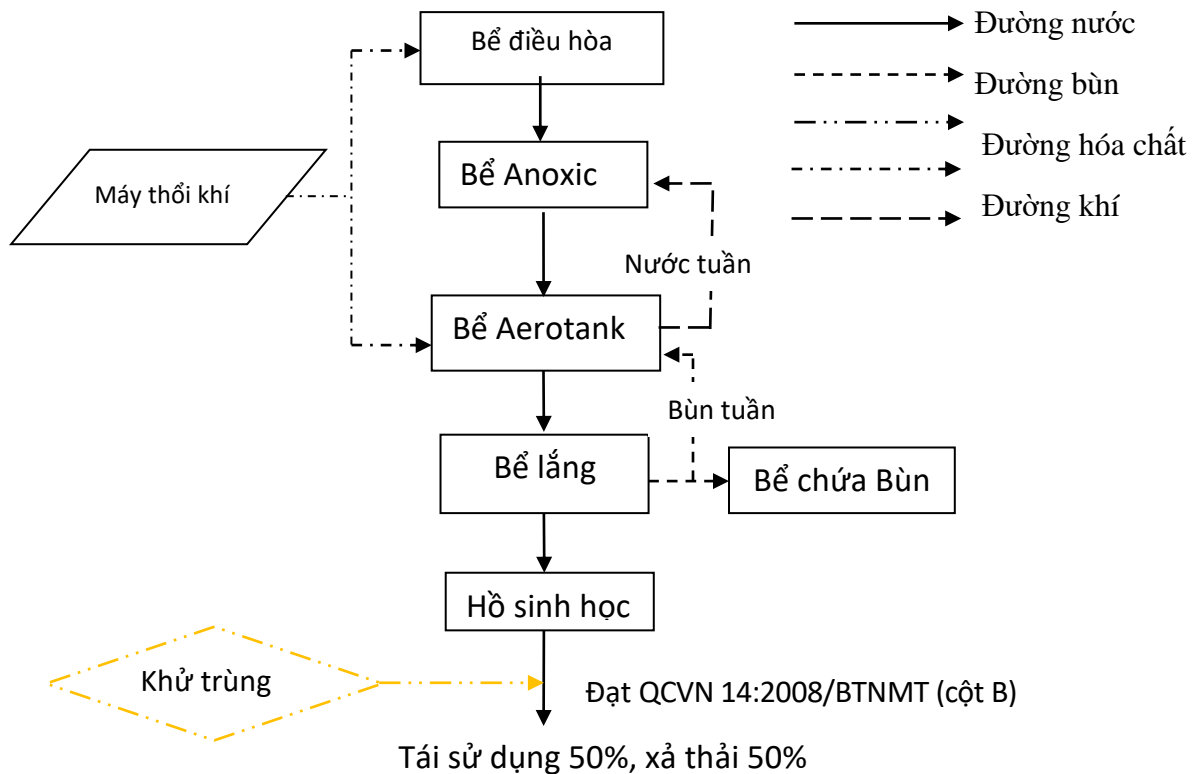 Bể điều hòa
Đường nước
Đường bùn
Đường hóa chất
Đường khí
Bể Anoxic
Máy thổi khí
Nước tuần
Bể Aerotank
Bùn tuần
Bể lắng
Bể chứa Bùn
Hồ sinh học
Khử trùng
Đạt QCVN 14:2008/BTNMT (cột B)
Tái sử dụng 50%, xả thải 50%